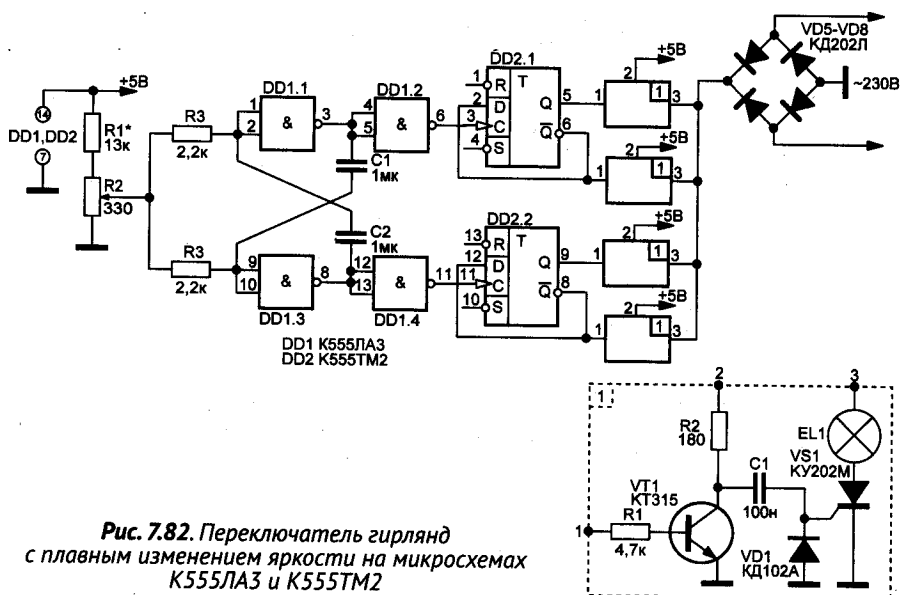 +5В
14
DD1,DD2
7
R1*
13к
R2
330
R3
2,2к
R3
2,2к
DD1.1
1
2
&
3
DD1.2
4
5
&
6
C1
1мк
C2
1мк
9
10
&
8
DD1.3
12
13
&
11
DD1.4
DD1 К555ЛА3
DD2 К555ТМ2
DD2.1
1
R
T
2
D
Q
5
3
C
Q
6
4
S
DD2.2
13
R
T
12
D
Q
9
11
C
Q
8
10
S
+5В
1
2
1
3
+5В
1
2
1
3
+5В
1
2
1
3
+5В
1
2
1
3
VD5-VD8
КД202Л
~230В
1
2
3
R2
180
EL1
VS1
КУ202М
C1
100н
VT1
КТ315
1
R1
4,7к
VD1
КД102А
Рис. 7.82. Переключатель гирлянд
с плавным изменением яркости на микросхемах
К555ЛА3 и К555ТМ2